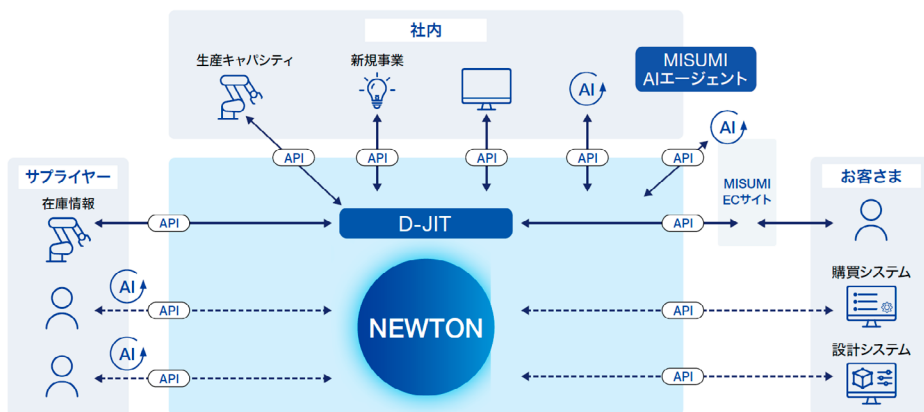 社内
生産キャパシティ
新規事業
MISUMI
AIエージェント
AI
AI
API
API
API
API
API
サプライヤー
在庫情報
API
D-JIT
API
MISUMI
ECサイト
お客さま
購買システム
AI
API
NEWTON
API
設計システム
AI
API
API